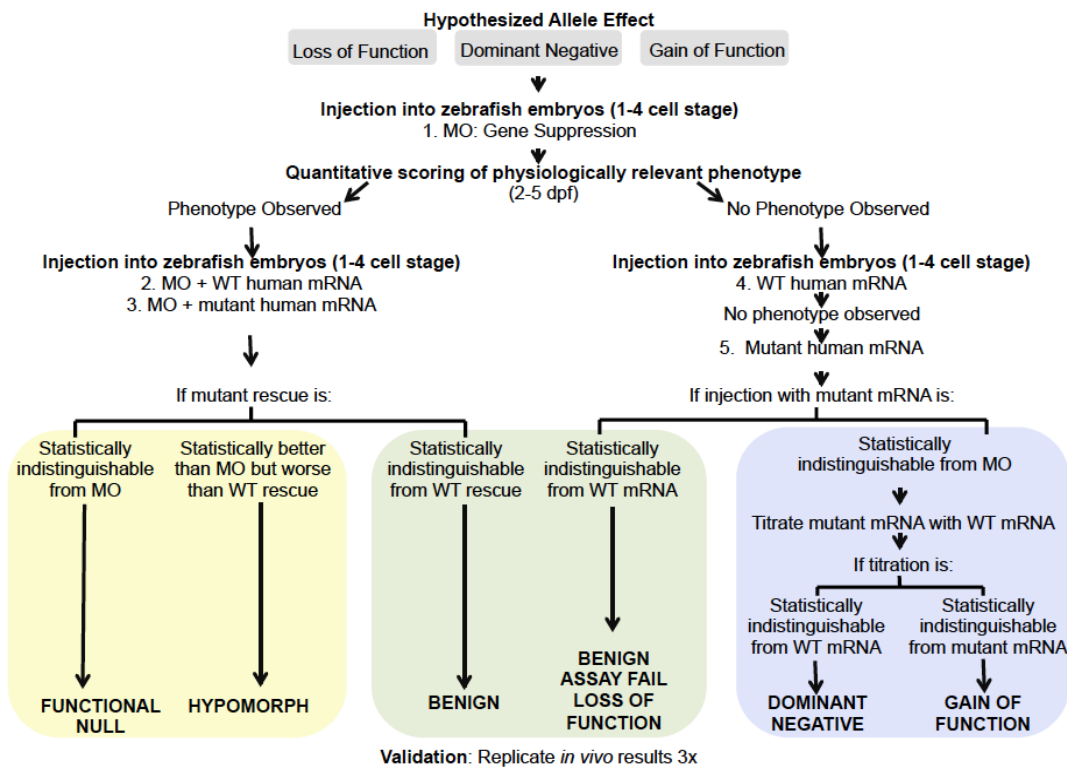 Hypothesized Allele Effect
Loss of Function
Dominant Negative
Gain of Function
Injection into zebrafish embryos (1-4 cell stage)
1. MO: Gene Suppression
Quantitative scoring of physiologically relevant phenotype
(2-5 dpf)
Phenotype Observed
No Phenotype Observed
Injection into zebrafish embryos (1-4 cell stage)
2. MO + WT human mRNA
3. MO + mutant human mRNA
Injection into zebrafish embryos (1-4 cell stage)
4. WT human mRNA
No phenotype observed
5. Mutant human mRNA
If mutant rescue is:
If injection with mutant mRNA is:
Statistically
indistinguishable
from MO
Statistically better
than MO but worse
than WT rescue
Statistically
indistinguishable
from WT rescue
Statistically
indistinguishable
from WT mRNA
Statistically
indistinguishable from MO
Titrate mutant mRNA with WT mRNA
If titration is:
Statistically
indistinguishable
from WT mRNA
Statistically
indistinguishable
from mutant mRNA
FUNCTIONAL
NULL
HYPOMORPH
BENIGN
BENIGN
ASSAY FAIL
LOSS OF
FUNCTION
DOMINANT
NEGATIVE
GAIN OF
FUNCTION
Validation: Replicate in vivo results 3x